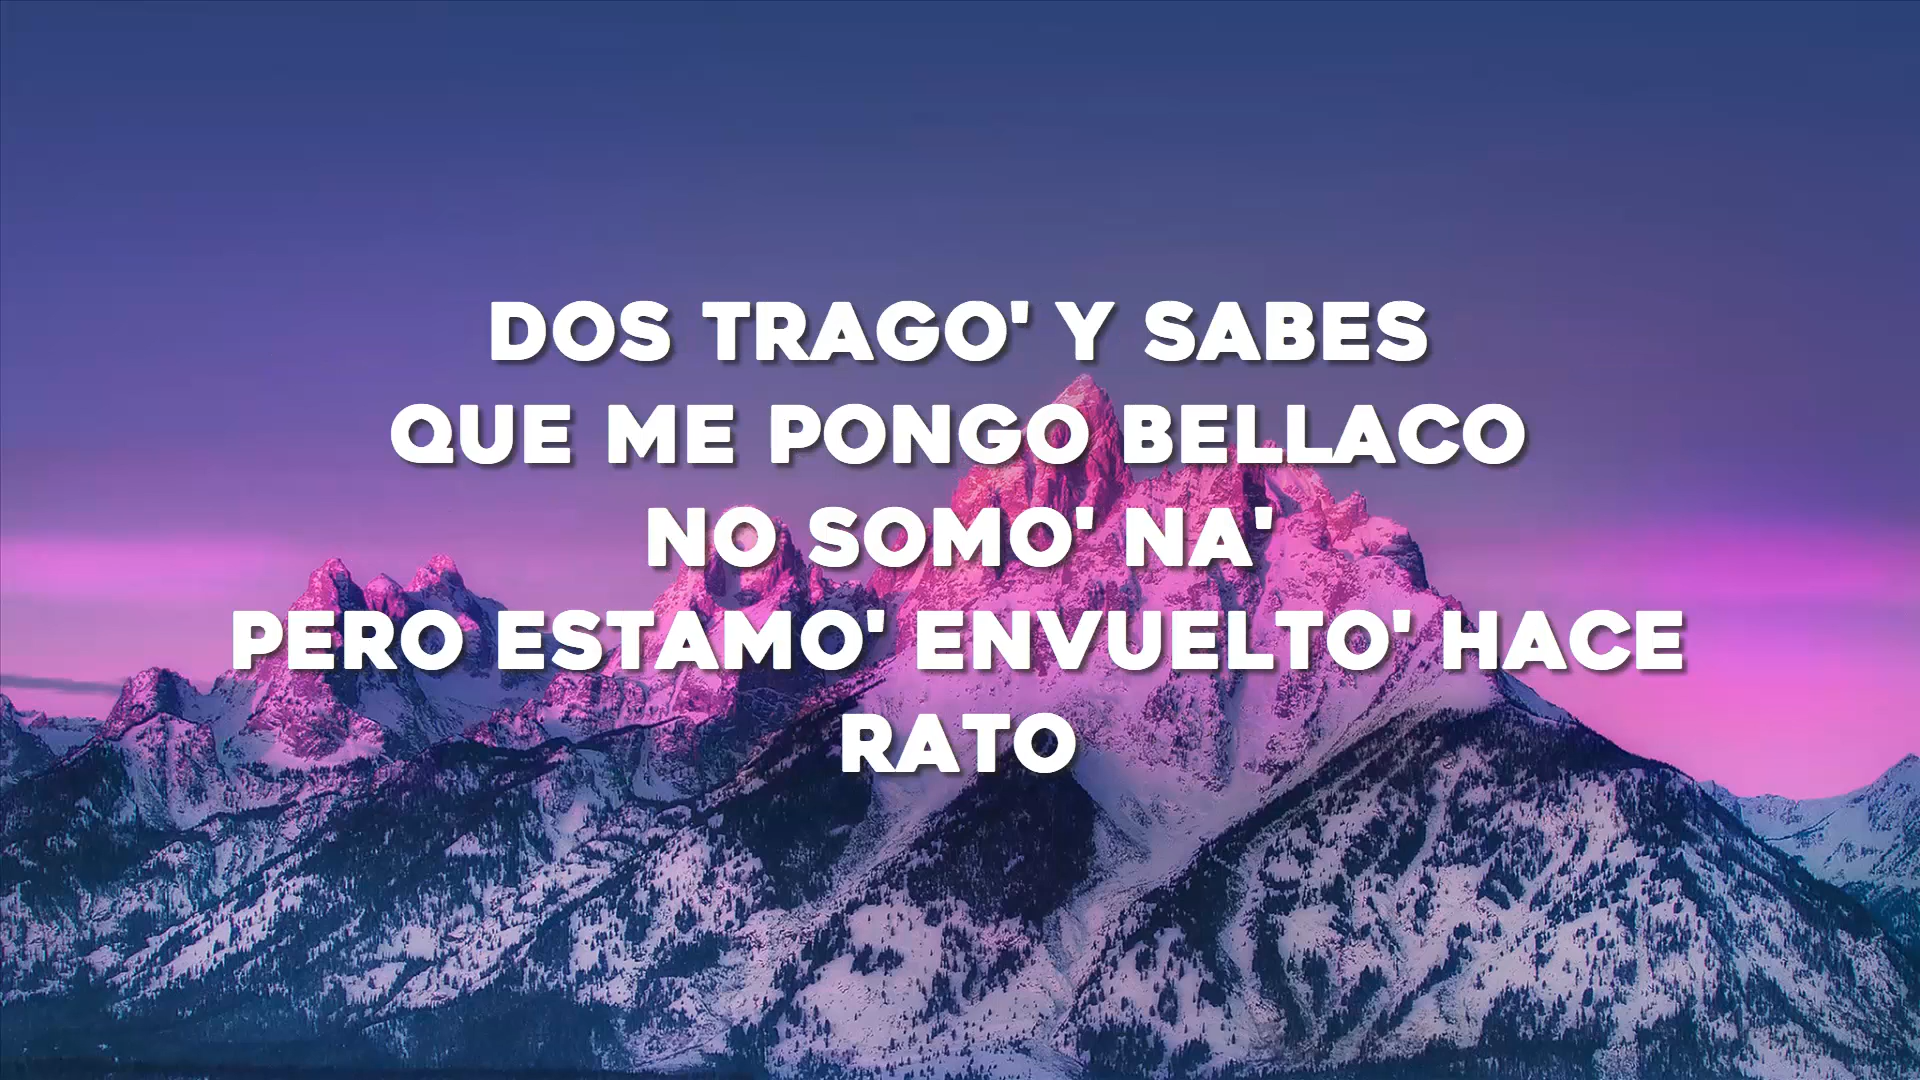 DOS TRAGO' Y SABES
QUE ME PONGO BELLACO
NO SOMO' NA'
PERO ESTAMO' ENVUELTO' HACE
RATO